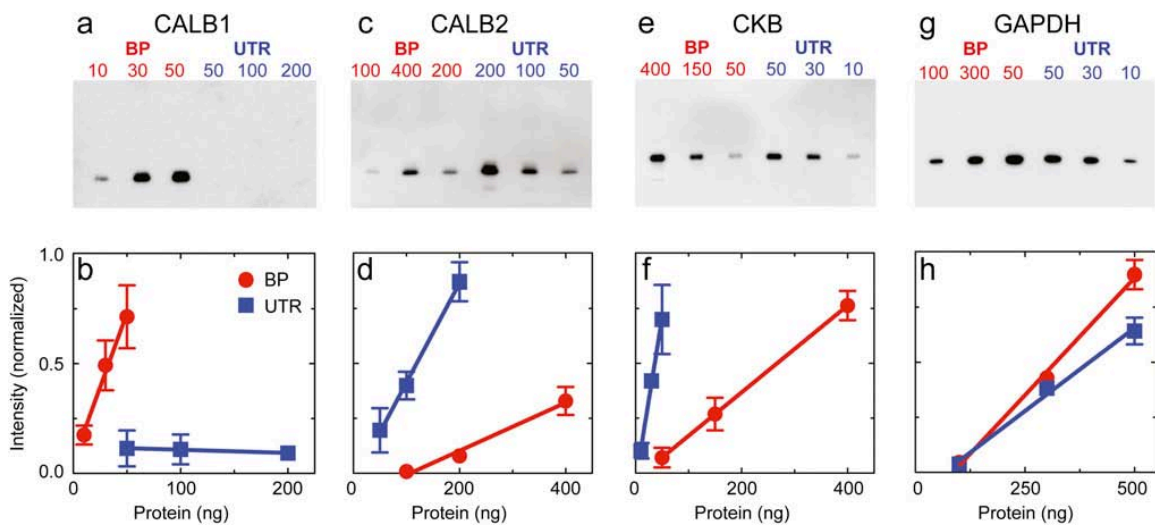 a CALB1 c CALB2 e CKB g GAPDH
BP UTR BP UTR BP UTR BP UTR
10 30 50 50 100 200 100 400 200 200 100 50 400 150 50 50 30 10 100 300 50 50 30 10
b d f h
BP
UTR
Intensity (normalized)
1.0
0.5
0.0
0 100 200 0 200 400 0 200 400 0 250 500
Protein (ng) Protein (ng) Protein (ng) Protein (ng)